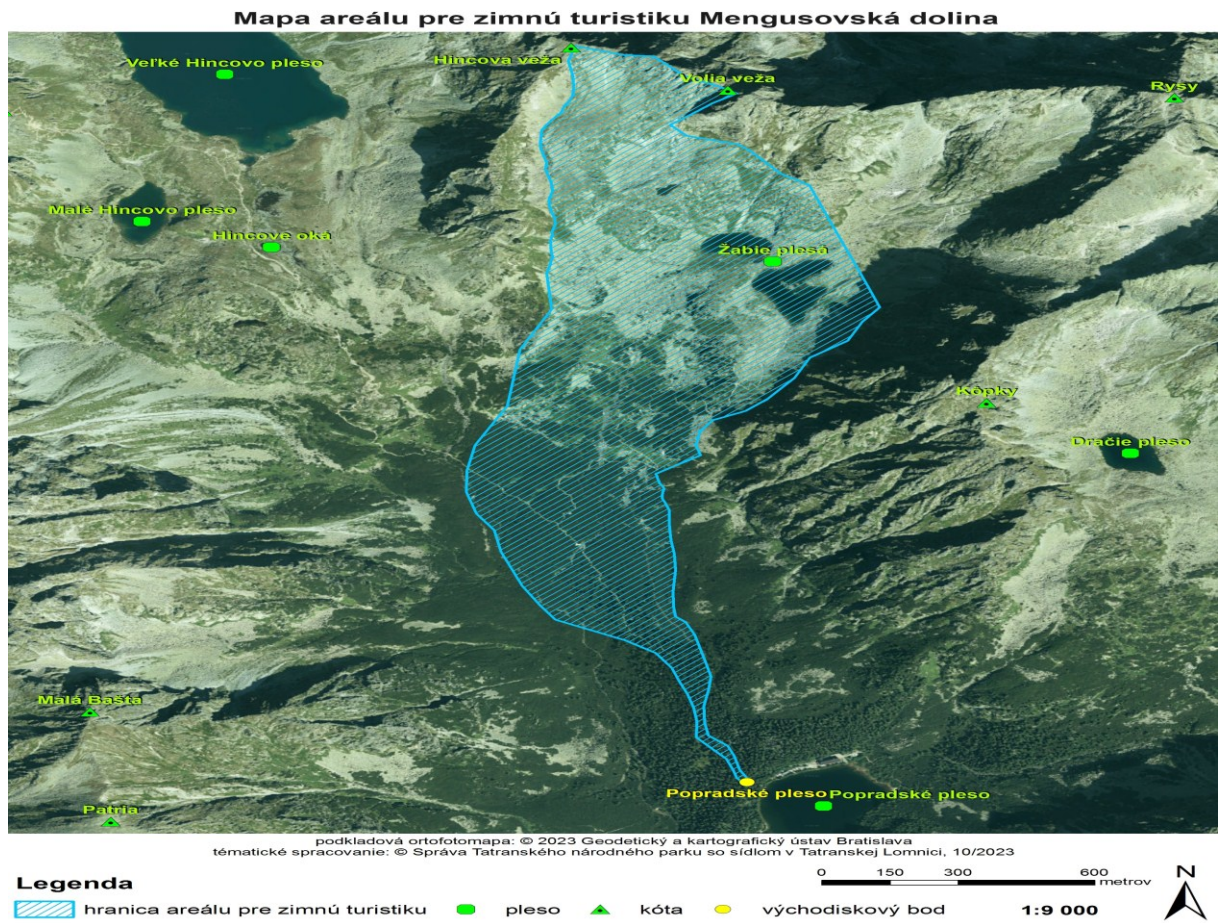 Mapa areálu pre zimnú turistiku Mengusovská dolina
Hincova veža
Veľké Hincovo pleso
Volia veža
Rysy
Malé Hincovo pleso
Hincove oká
Žabie plesá
Kôpky
Dračie pleso
Malá Bašta
Popradské pleso
Popradské pleso
Patria
podkladová ortofotomapa: © 2023 Geodetický a kartografický ústav Bratislava
tématické spracovanie: © Správa Tatranského národného parku so sídlom v Tatranskej Lomnici, 10/2023
Legenda
0 150 300 600
metrov
N
hranica areálu pre zimnú turistiku
pleso
kóta
východiskový bod
1:9 000